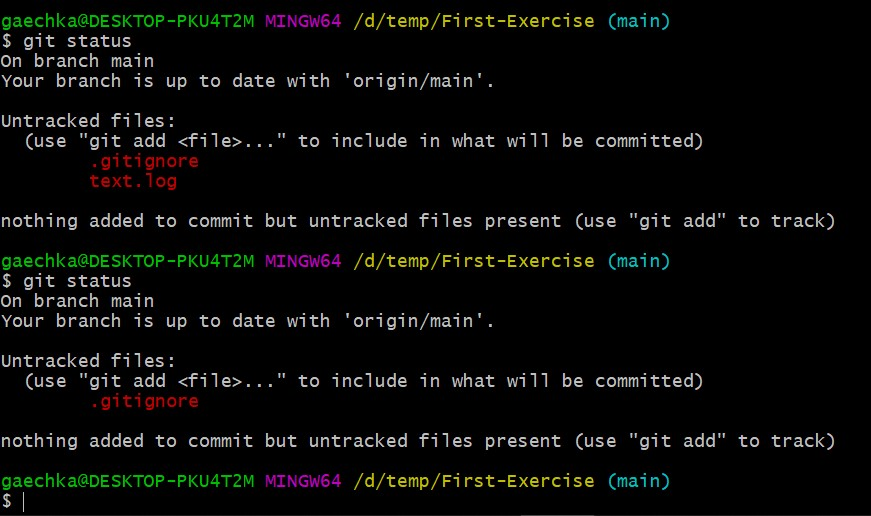 gaechka@DESKTOP-PKU4T2M MINGW64 /d/temp/First-Exercise (main)
$ git status
On branch main
Your branch is up to date with 'origin/main'.
Untracked files:
  (use "git add <file>..." to include in what will be committed)
        .gitignore
        text.log
nothing added to commit but untracked files present (use "git add" to track)
gaechka@DESKTOP-PKU4T2M MINGW64 /d/temp/First-Exercise (main)
$ git status
On branch main
Your branch is up to date with 'origin/main'.
Untracked files:
  (use "git add <file>..." to include in what will be committed)
        .gitignore
nothing added to commit but untracked files present (use "git add" to track)
gaechka@DESKTOP-PKU4T2M MINGW64 /d/temp/First-Exercise (main)
$